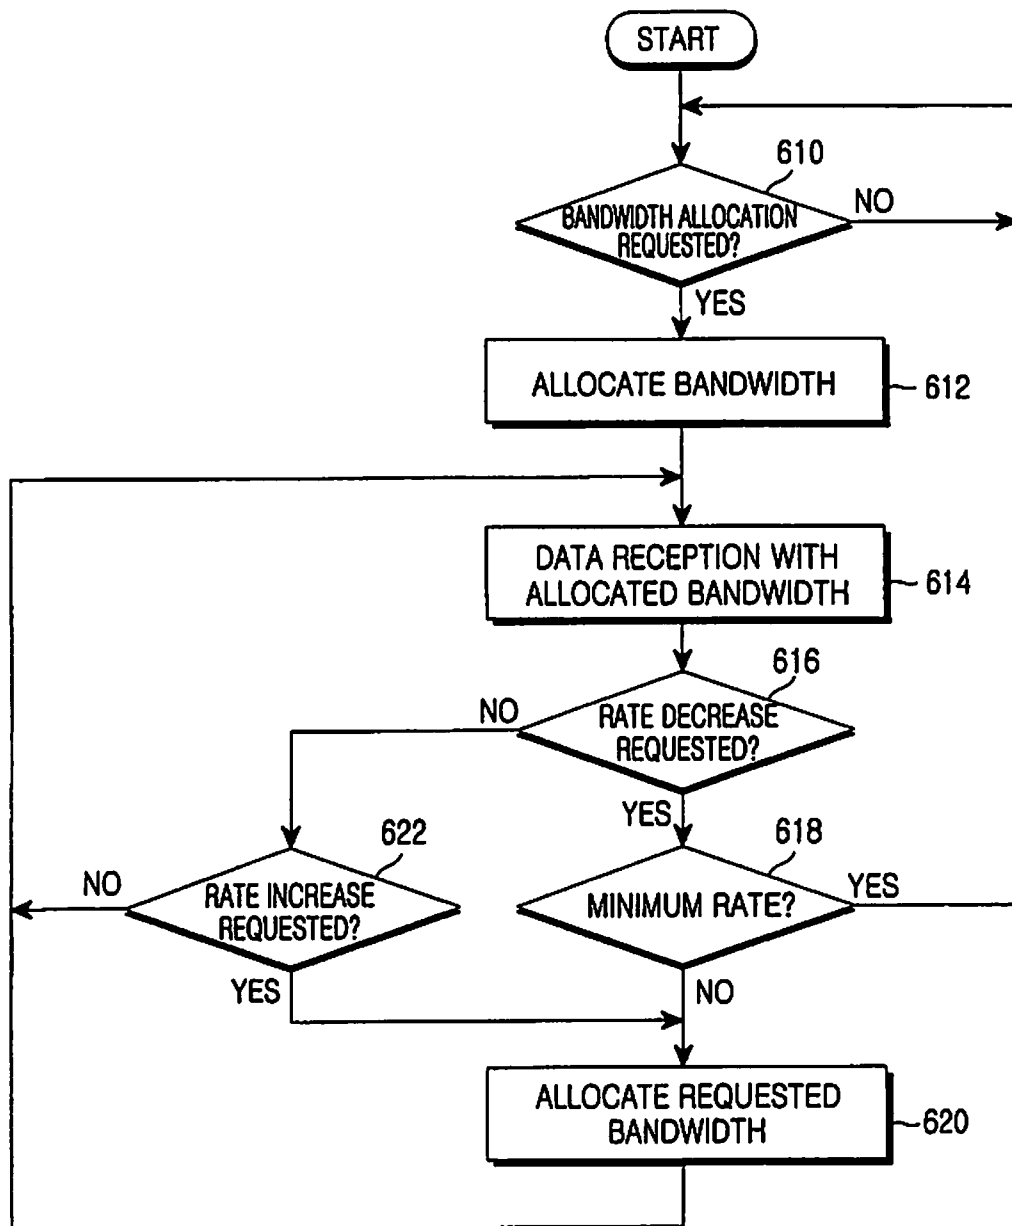 START
610
BANDWIDTH ALLOCATION
REQUESTED?
NO
YES
ALLOCATE BANDWIDTH
612
DATA RECEPTION WITH
ALLOCATED BANDWIDTH
614
616
NO
RATE DECREASE
REQUESTED?
YES
622
618
NO
RATE INCREASE
REQUESTED?
MINIMUM RATE?
YES
YES
NO
ALLOCATE REQUESTED
BANDWIDTH
620